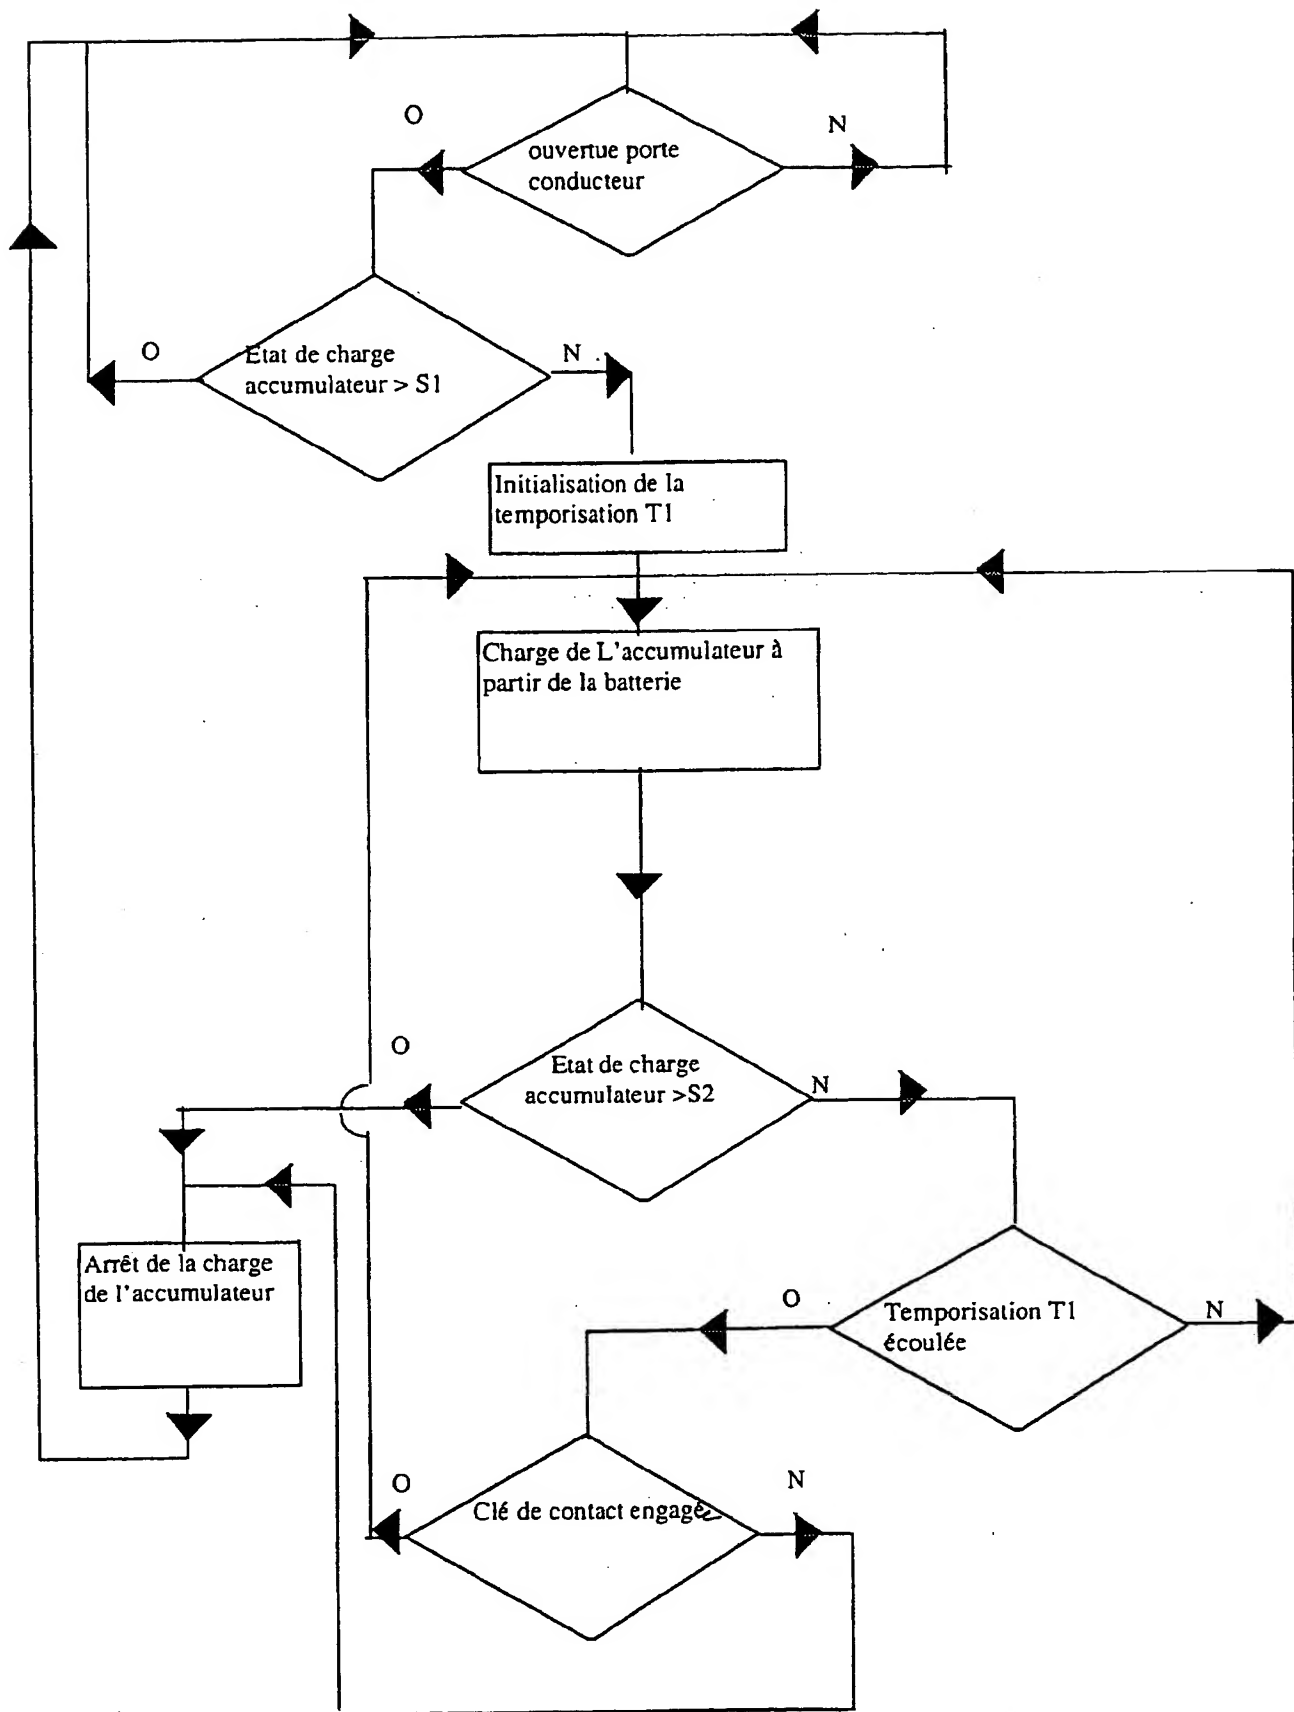 O
N
ouvertue porte
conducteur
O
Etat de charge
accumulateur > S1
N
Initialisation de la
temporisation T1
Charge de L'accumulateur à
partir de la batterie
O
Etat de charge
accumulateur >S2
N
Arrêt de la charge
de l'accumulateur
O
Temporisation T1
écoulée
N
O
Clé de contact engagée
N